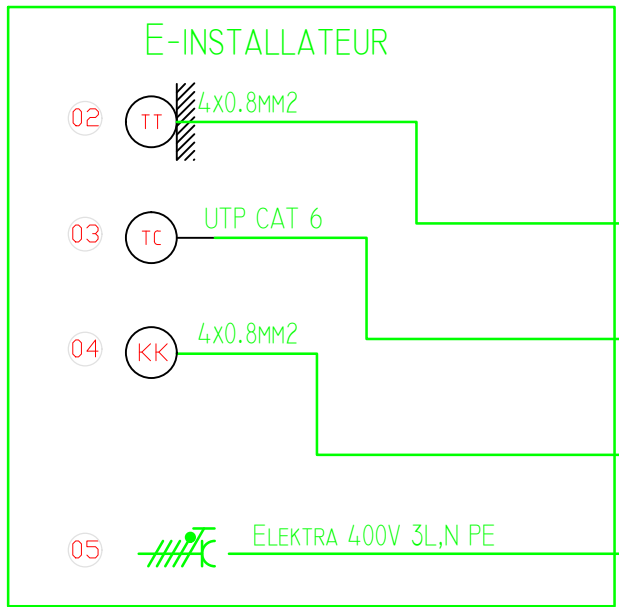 E-INSTALLATEUR
02 TT 4X0.8MM2
03 TC UTP CAT 6
04 KK 4X0.8MM2
05 ELEKTRA 400V 3L,N PE